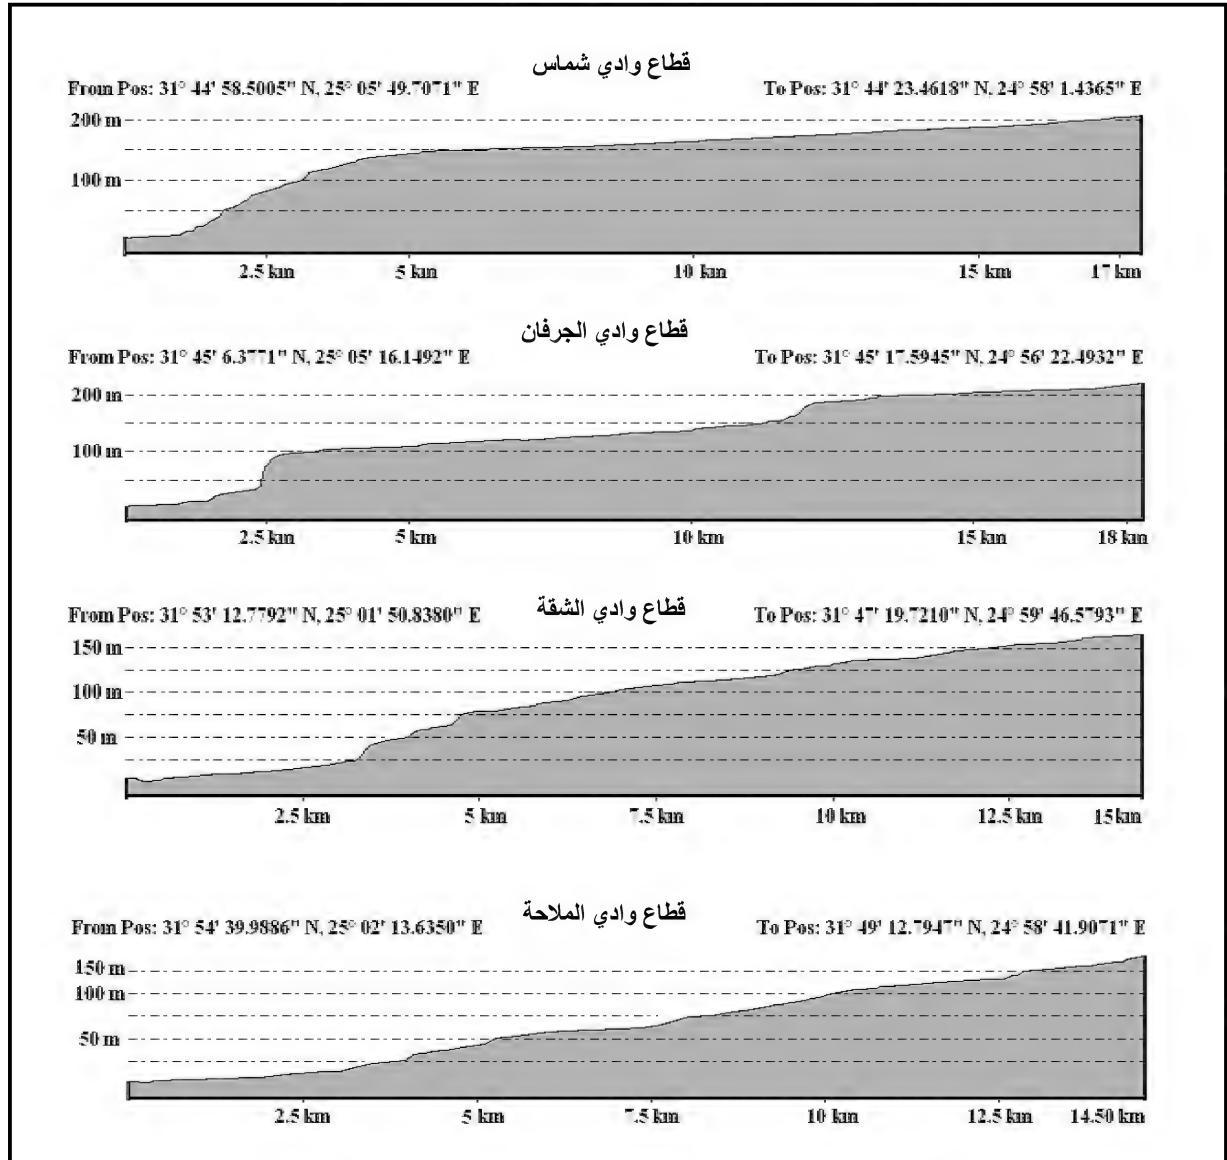 قطاع وادي شماس
From Pos: 31° 44' 58.5005" N, 25° 05' 49.7071" E To Pos: 31° 44' 23.4618" N, 24° 58' 1.4365" E
200 m
100 m
2.5 km 5 km 10 km 15 km 17 km
قطاع وادي الجرفان
From Pos: 31° 45' 6.3771" N, 25° 05' 16.1492" E To Pos: 31° 45' 17.5945" N, 24° 56' 22.4932" E
200 m
100 m
2.5 km 5 km 10 km 15 km 18 km
قطاع وادي الشقة
From Pos: 31° 53' 12.7792" N, 25° 01' 50.8380" E To Pos: 31° 47' 19.7210" N, 24° 59' 46.5793" E
150 m
100 m
50 m
2.5 km 5 km 7.5 km 10 km 12.5 km 15 km
قطاع وادي الملاحة
From Pos: 31° 54' 39.9886" N, 25° 02' 13.6350" E To Pos: 31° 49' 12.7947" N, 24° 58' 41.9071" E
150 m
100 m
50 m
2.5 km 5 km 7.5 km 10 km 12.5 km 14.50 km